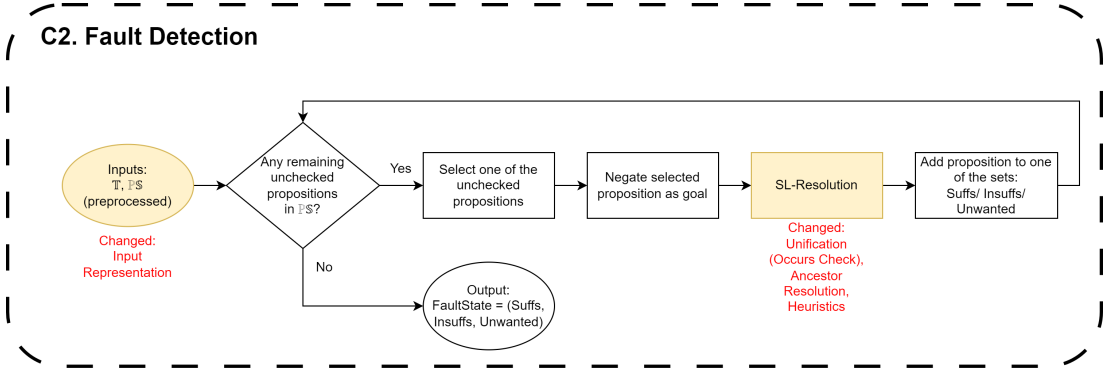 C2. Fault Detection
Inputs:
𝕋, ℙ𝕊
(preprocessed)
Changed:
Input
Representation
Any remaining
unchecked
propositions
in ℙ𝕊?
Yes
No
Select one of the
unchecked
propositions
Negate selected
proposition as goal
SL-Resolution
Changed:
Unification
(Occurs Check),
Ancestor
Resolution,
Heuristics
Add proposition to one
of the sets:
Suffs/ Insuffs/
Unwanted
Output:
FaultState = (Suffs,
Insuffs, Unwanted)